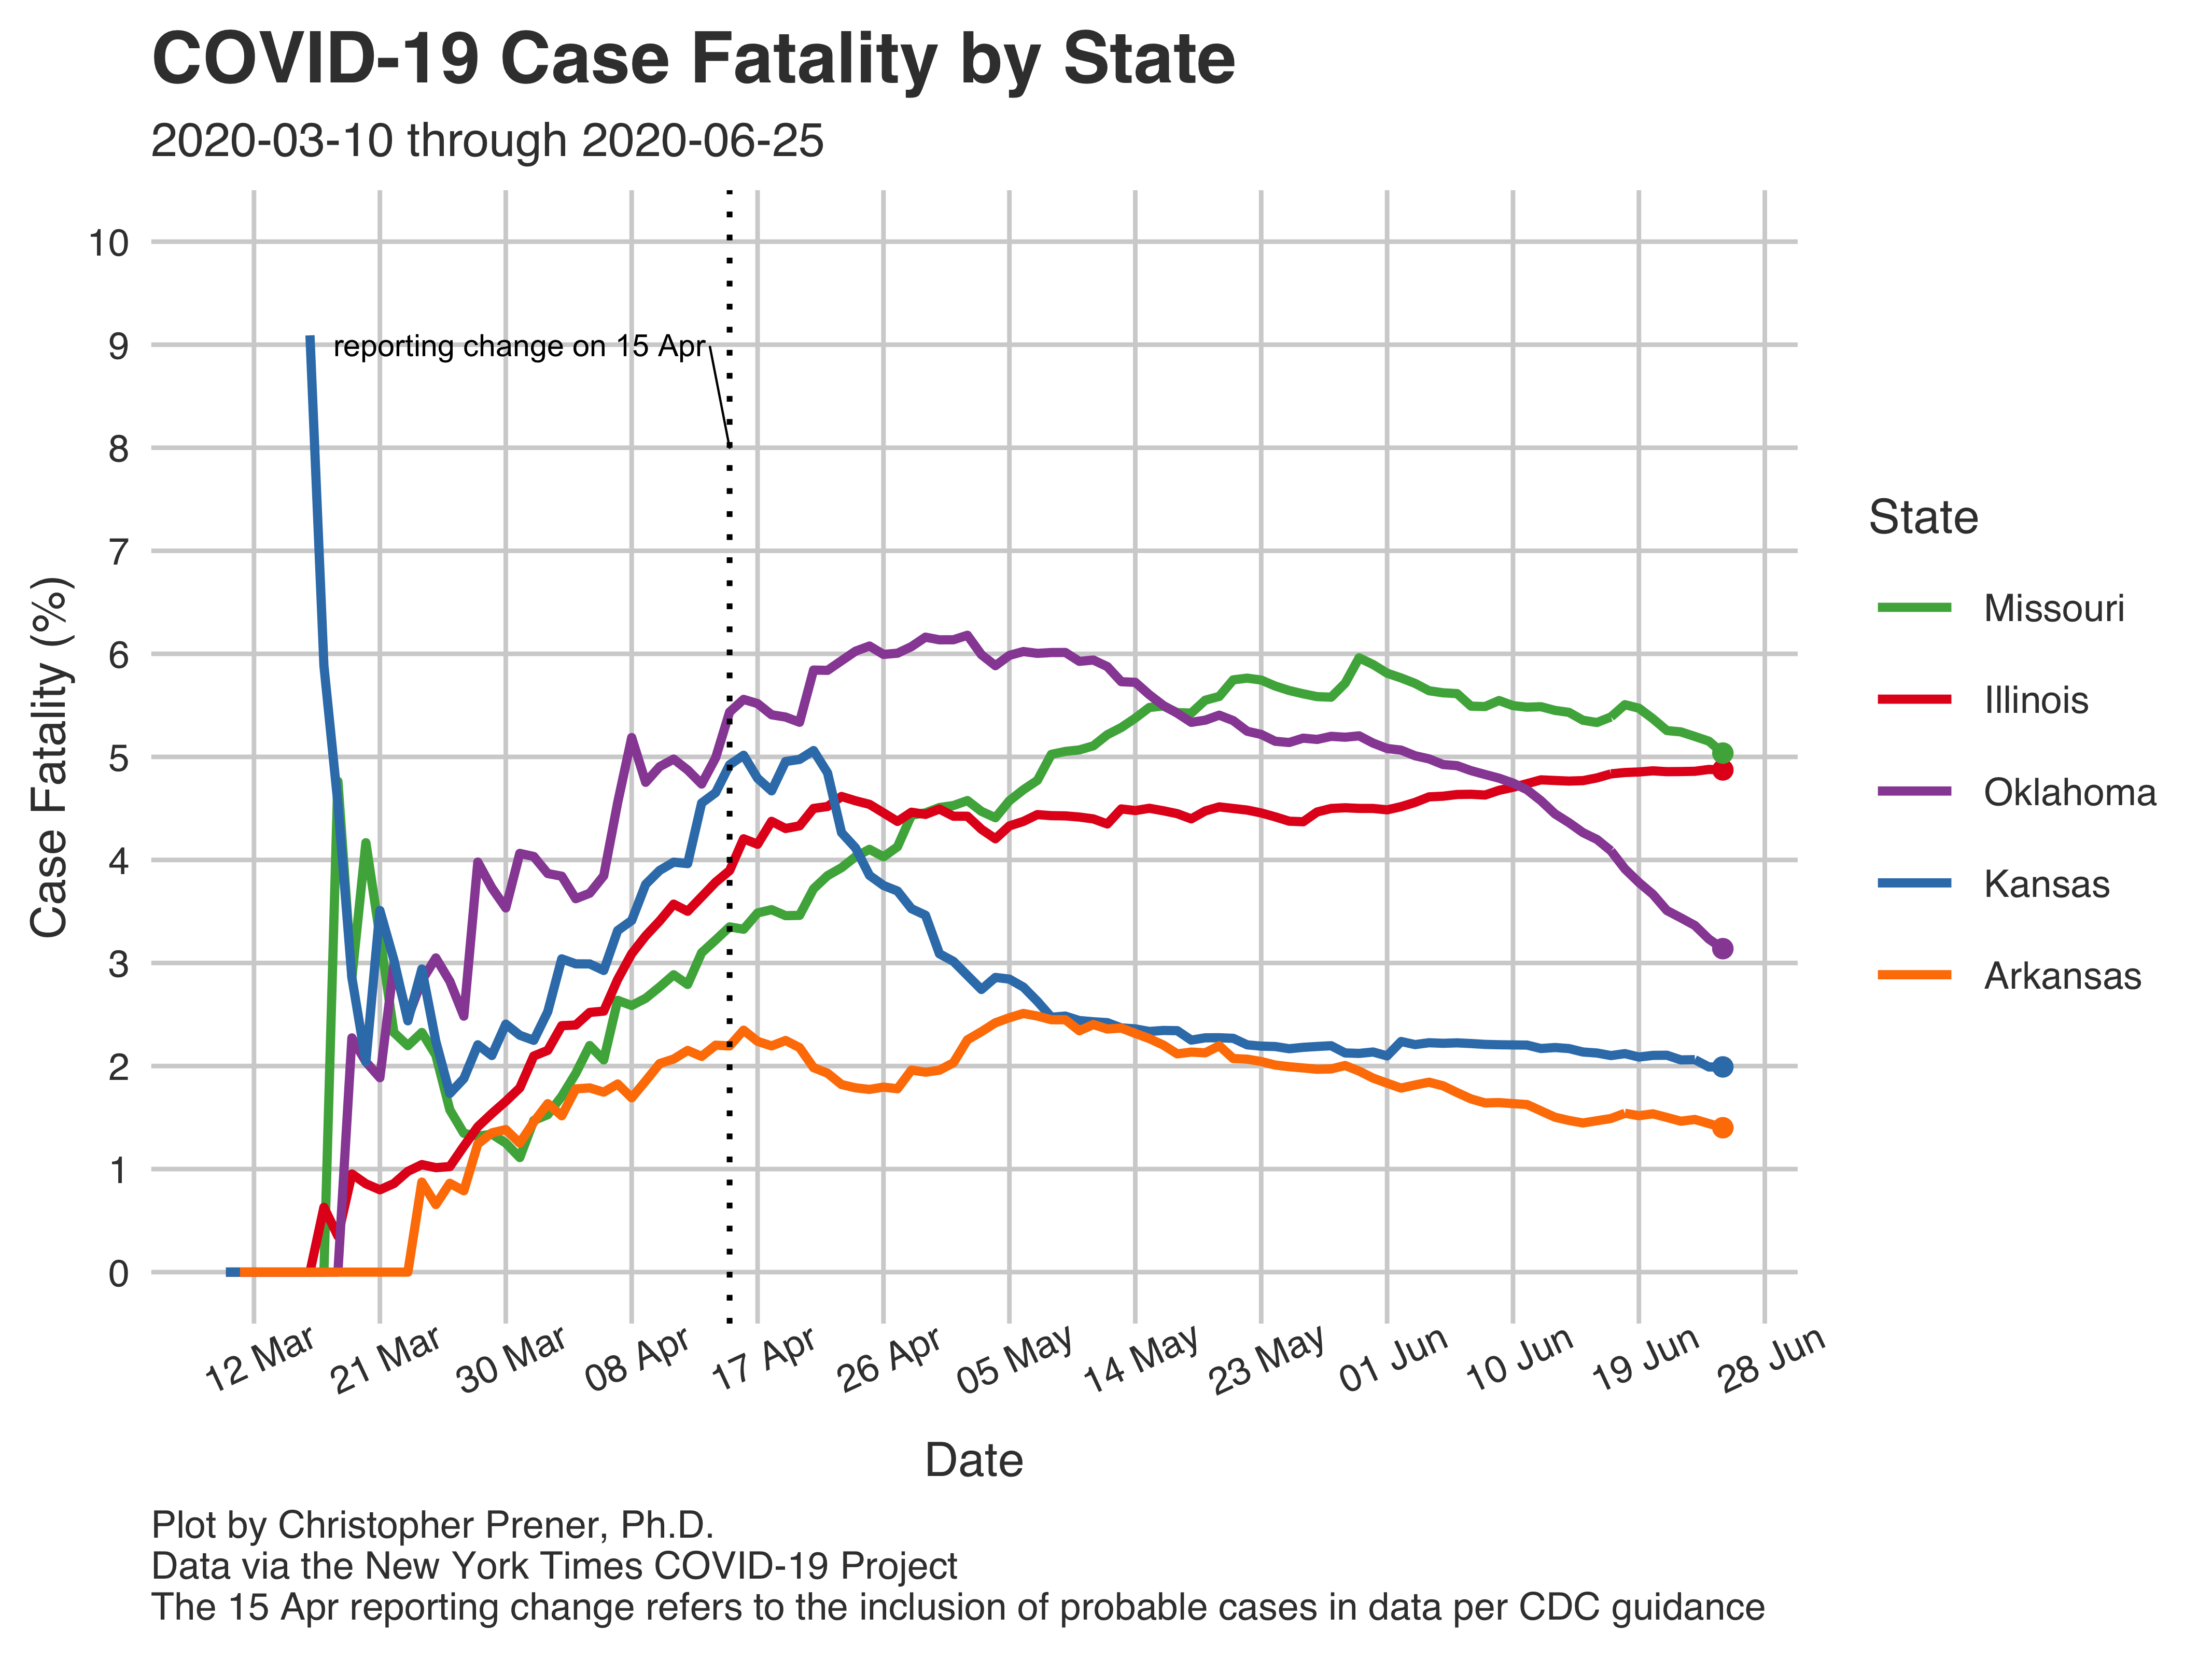 COVID-19 Case Fatality by State
2020-03-10 through 2020-06-25
10
9
8
7
6
5
4
3
2
1
0
Case Fatality (%)
reporting change on 15 Apr
12 Mar
21 Mar
30 Mar
08 Apr
17 Apr
26 Apr
05 May
14 May
23 May
01 Jun
10 Jun
19 Jun
28 Jun
Date
State
Missouri
Illinois
Oklahoma
Kansas
Arkansas
Plot by Christopher Prener, Ph.D.
Data via the New York Times COVID-19 Project
The 15 Apr reporting change refers to the inclusion of probable cases in data per CDC guidance